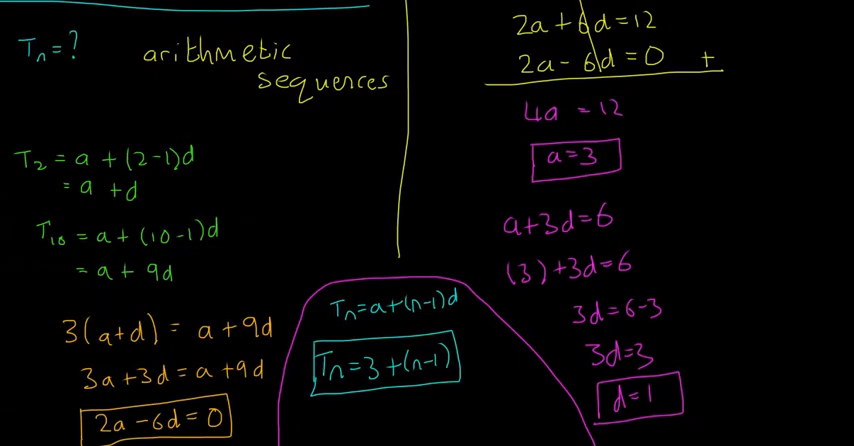 Tn = ?
arithmetic
sequences
T2 = a + (2-1)d
= a + d
T10 = a + (10-1)d
= a + 9d
3(a+d) = a + 9d
3a + 3d = a + 9d
2a - 6d = 0
Tn = a + (n-1)d
Tn = 3 + (n-1)
2a + 6d = 12
2a - 6d = 0 +
4a = 12
a = 3
a + 3d = 6
(3) + 3d = 6
3d = 6 - 3
3d = 3
d = 1